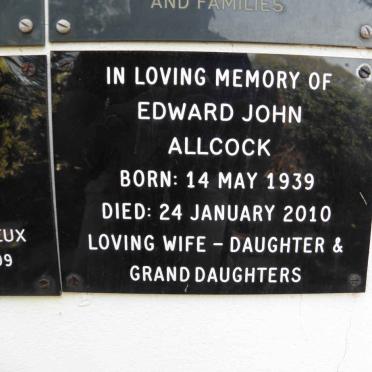 AND FAMILIES
IN LOVING MEMORY OF
EDWARD JOHN
ALLCOCK
BORN: 14 MAY 1939
DIED: 24 JANUARY 2010
EUX
09
LOVING WIFE – DAUGHTER &
GRAND DAUGHTERS